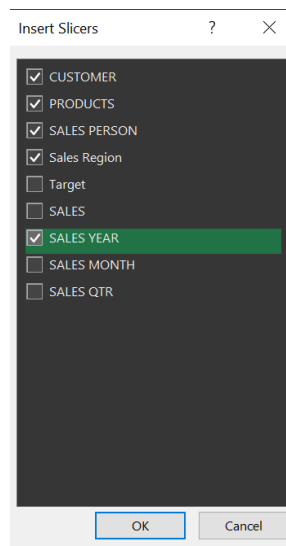 Insert Slicers ? ×
CUSTOMER
PRODUCTS
SALES PERSON
Sales Region
Target
SALES
SALES YEAR
SALES MONTH
SALES QTR
OK Cancel